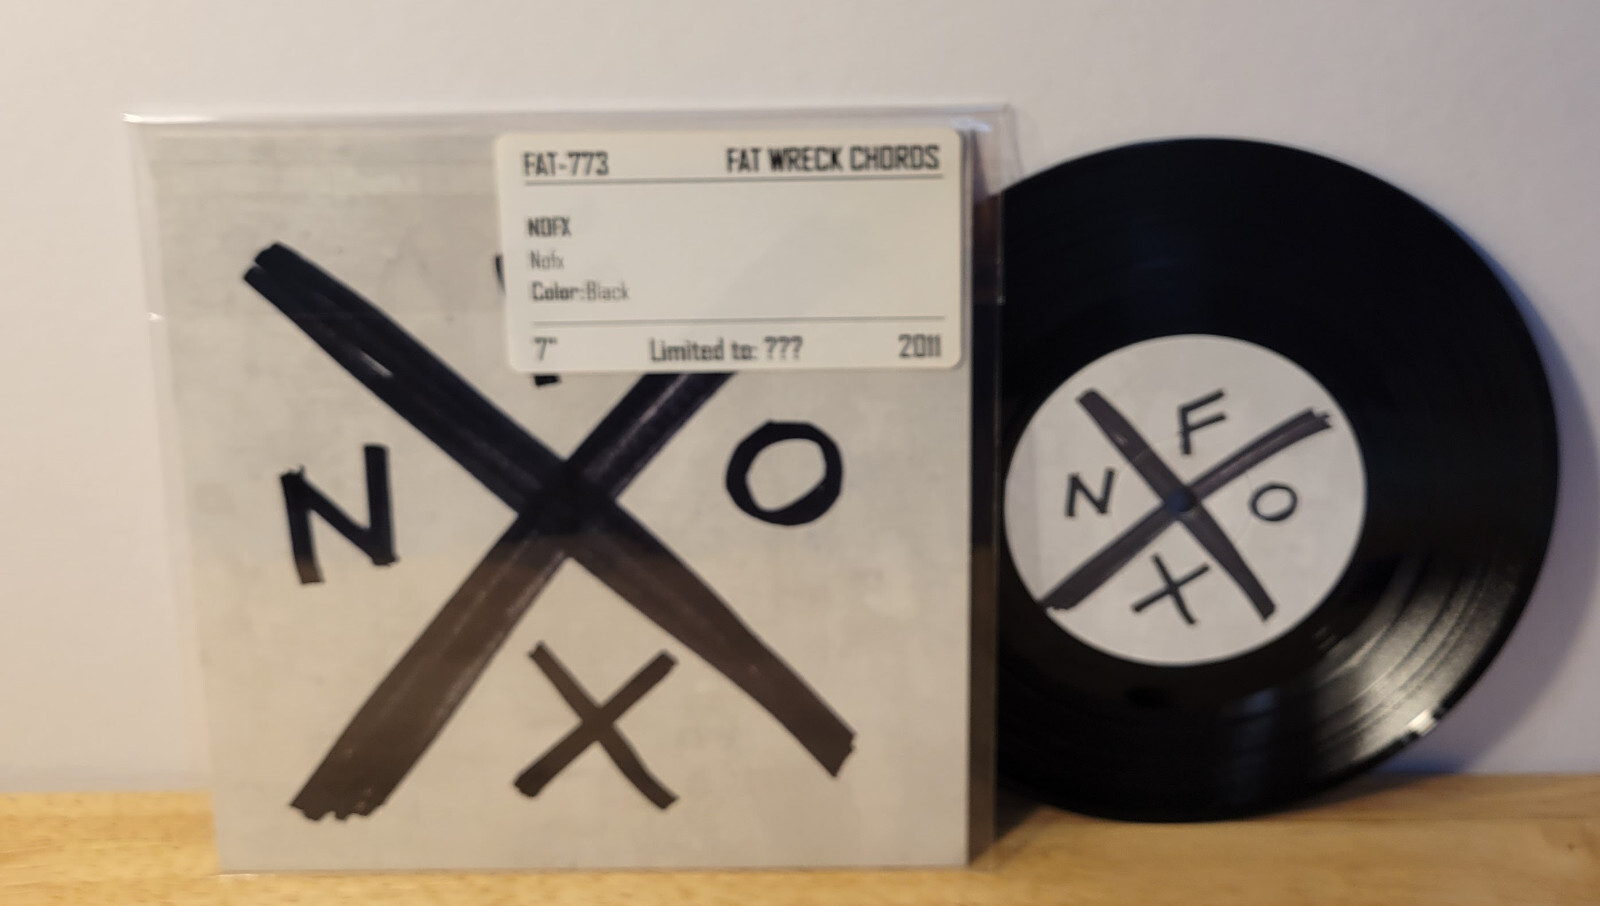 FAT-773 FAT WRECK CHORDS
NOFX
Nofx
Color:Black
7" Limited to: ??? 2011
N O
X
F
N O
X